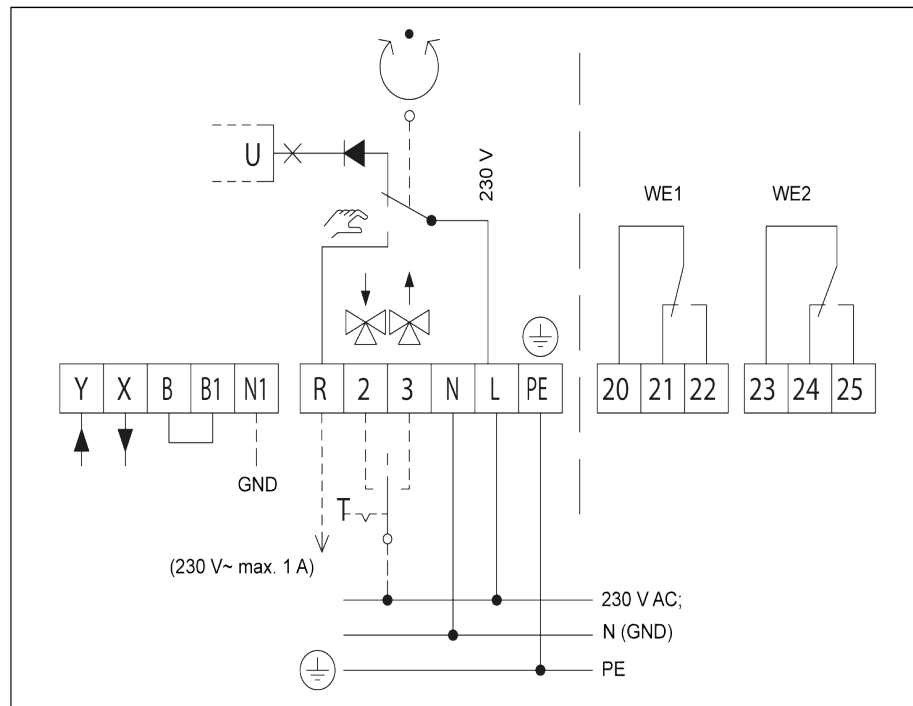 U
230 V
WE1
WE2
Y X B B1 N1
R 2 3 N L PE
20 21 22
23 24 25
GND
T
(230 V~ max. 1 A)
230 V AC;
N (GND)
PE